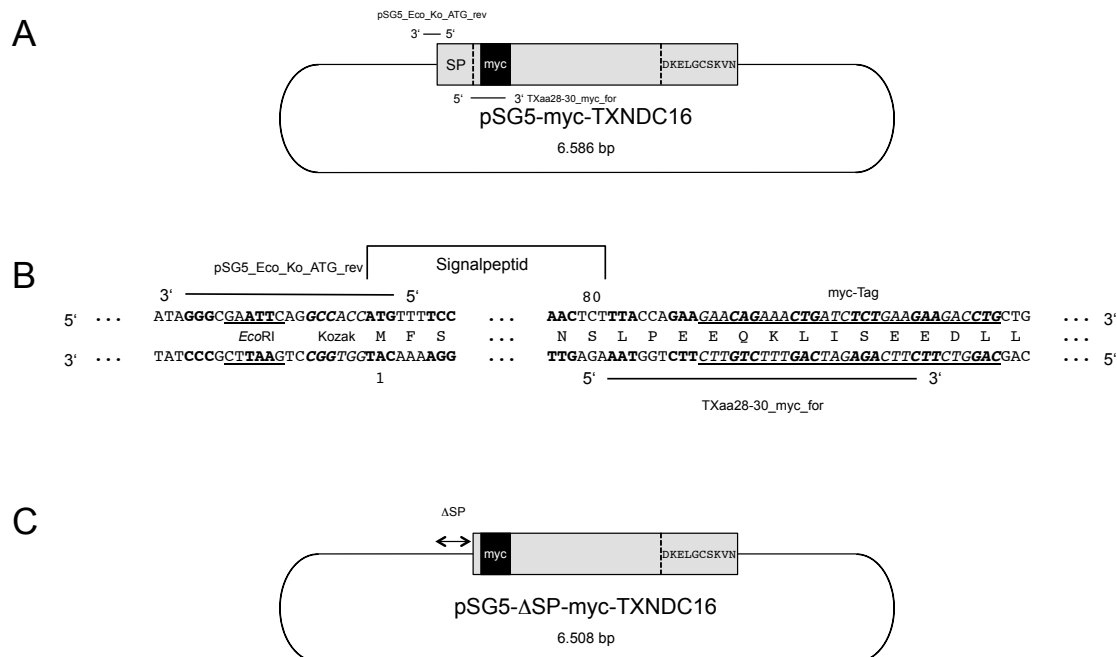 A
pSG5_Eco_Ko_ATG_rev
3‘ 5‘
SP myc DKELGCSKVN
5‘ 3‘ TXaa28-30_myc_for
pSG5-myc-TXNDC16
6.586 bp
B
pSG5_Eco_Ko_ATG_rev Signalpeptid
3‘ 5‘ 80 myc-Tag
5‘ ... ATAGGGCGAATTCAGGCCACCATGTTTTCC ... AACTCTTTACCAGAAGAACAGAAACTGATCTCTGAAGAAGACCTGCTG ... 3‘
... EcoRI Kozak M F S ... N S L P E E Q K L I S E E D L L ...
3‘ ... TATCCCGCTTAAGTCCGGTGGTACAAAAGG TTGAGAAATGGTCTTCTTGTCTTTGACTAGAGACTTCTTCTGGACGAC ... 5‘
1 5‘ 3‘
TXaa28-30_myc_for
C
ΔSP
myc DKELGCSKVN
pSG5-ΔSP-myc-TXNDC16
6.508 bp